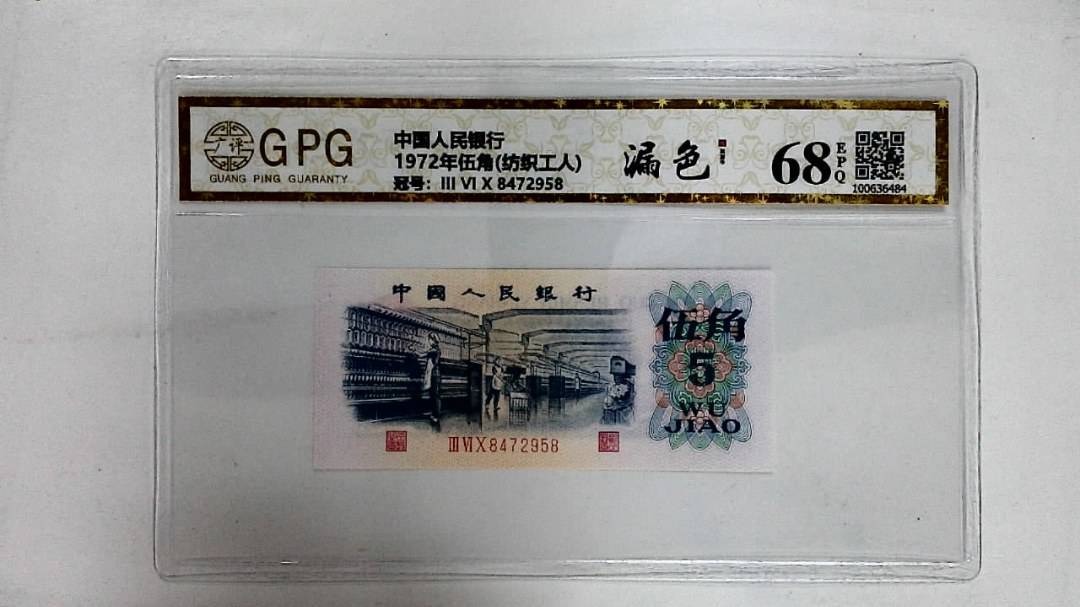 广评
GPG
GUANG PING GUARANTY
中国人民银行
1972年伍角(纺织工人)
冠号: III VI X 8472958
漏色
68
EPQ
100636484
中國人民銀行
伍角
5
WU
JIAO
III VI X 8472958